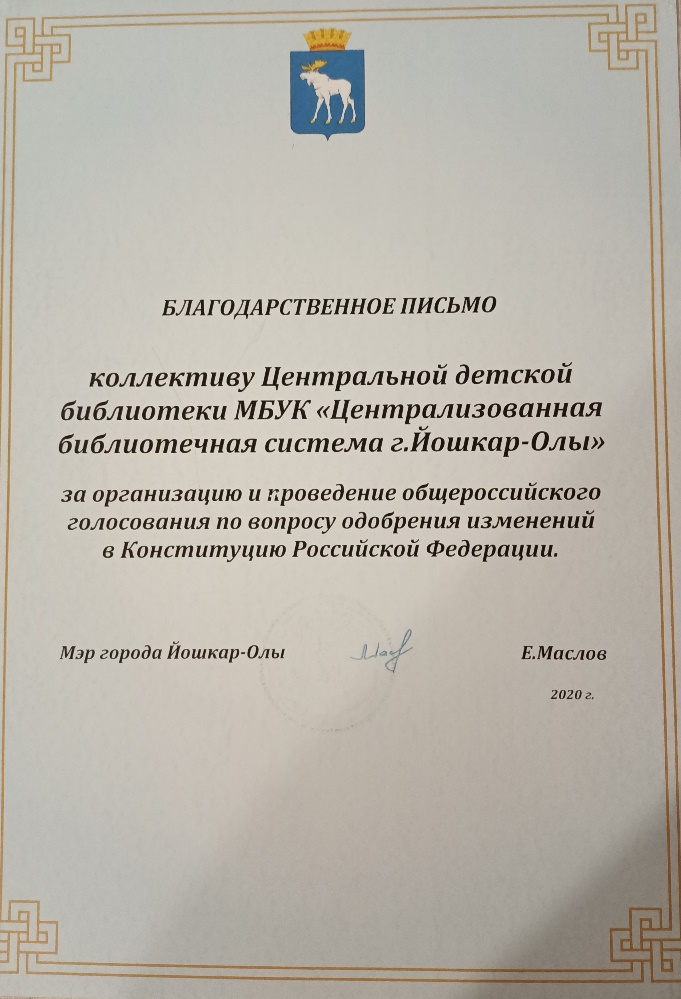 БЛАГОДАРСТВЕННОЕ ПИСЬМО
коллективу Центральной детской
библиотеки МБУК «Централизованная
библиотечная система г.Йошкар-Олы»
за организацию и проведение общероссийского
голосования по вопросу одобрения изменений
в Конституцию Российской Федерации.
Мэр города Йошкар-Олы Е.Маслов
2020 г.